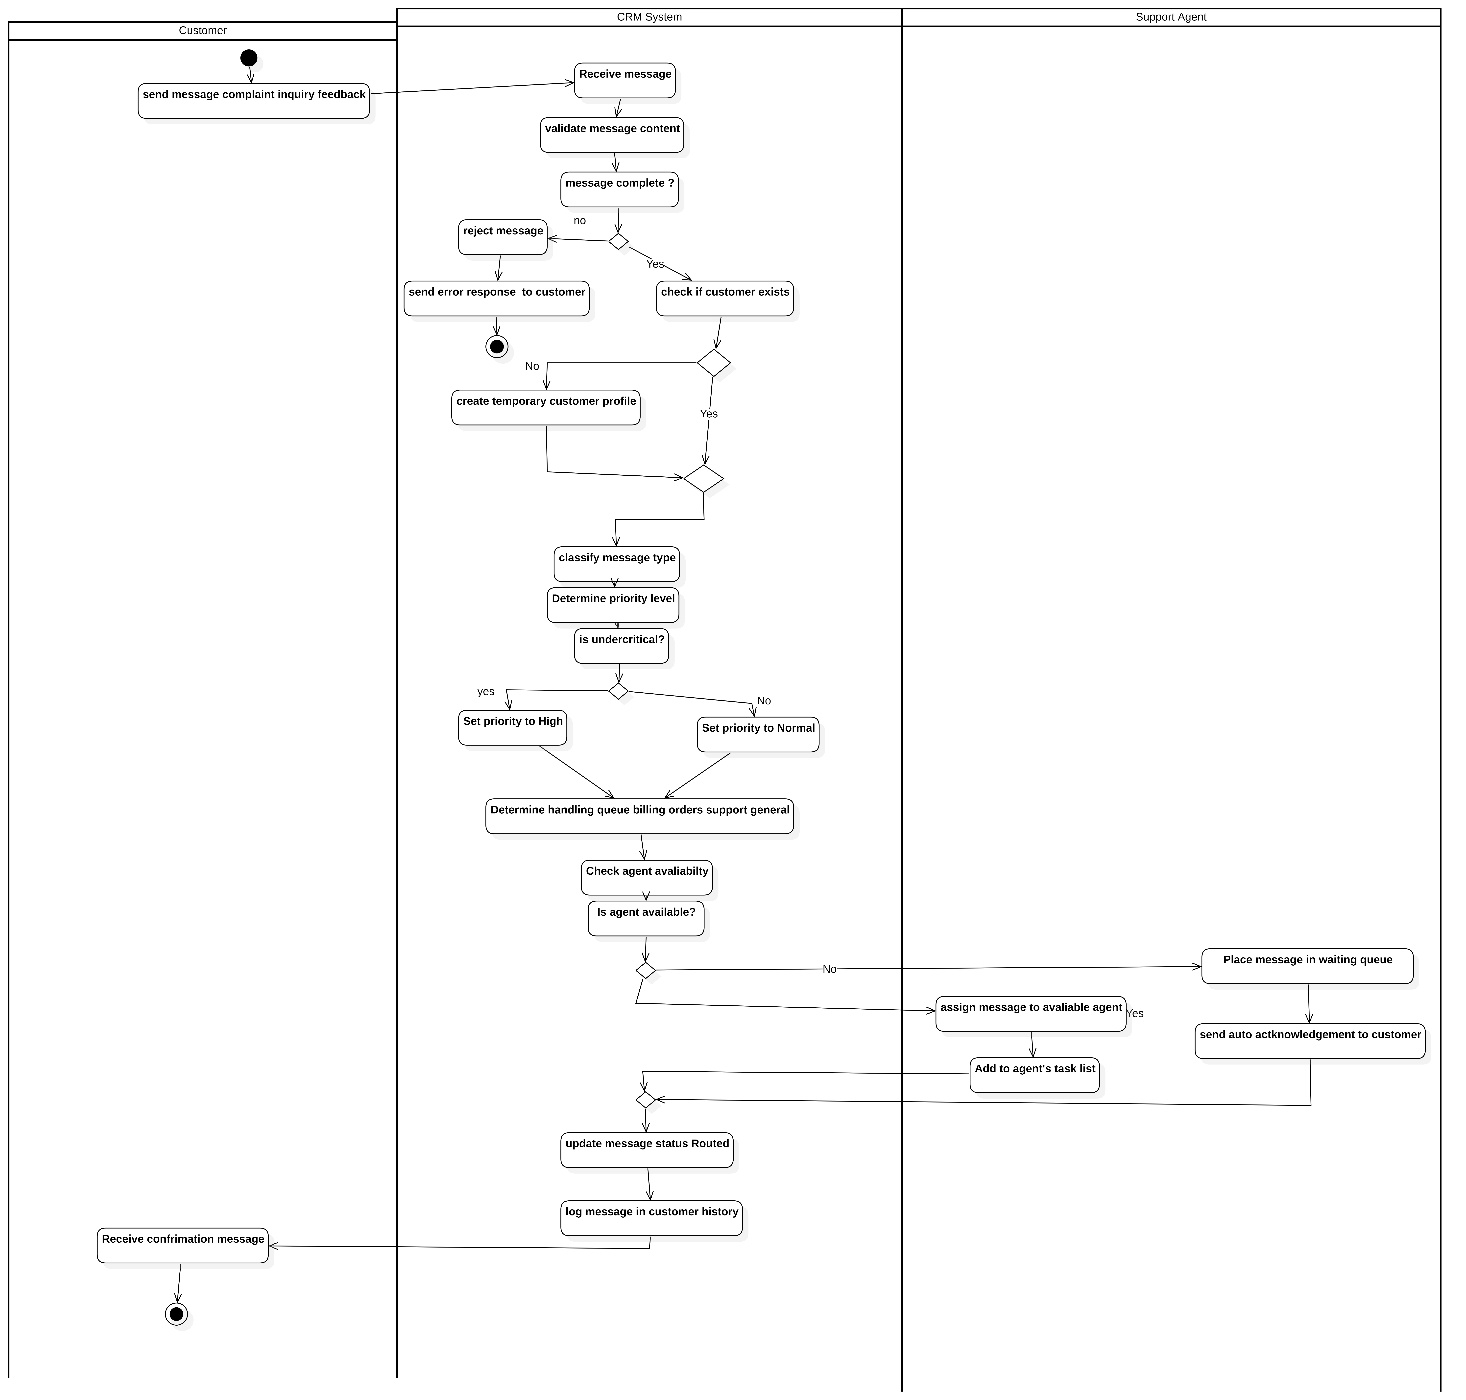 Customer
CRM System
Support Agent
send message complaint inquiry feedback
Receive message
validate message content
message complete ?
no
reject message
Yes
send error response  to customer
check if customer exists
No
create temporary customer profile
Yes
classify message type
Determine priority level
is undercritical?
yes
No
Set priority to High
Set priority to Normal
Determine handling queue billing orders support general
Check agent avaliabilty
Is agent available?
No
Place message in waiting queue
assign message to avaliable agent
Yes
send auto actknowledgement to customer
Add to agent's task list
update message status Routed
log message in customer history
Receive confrimation message